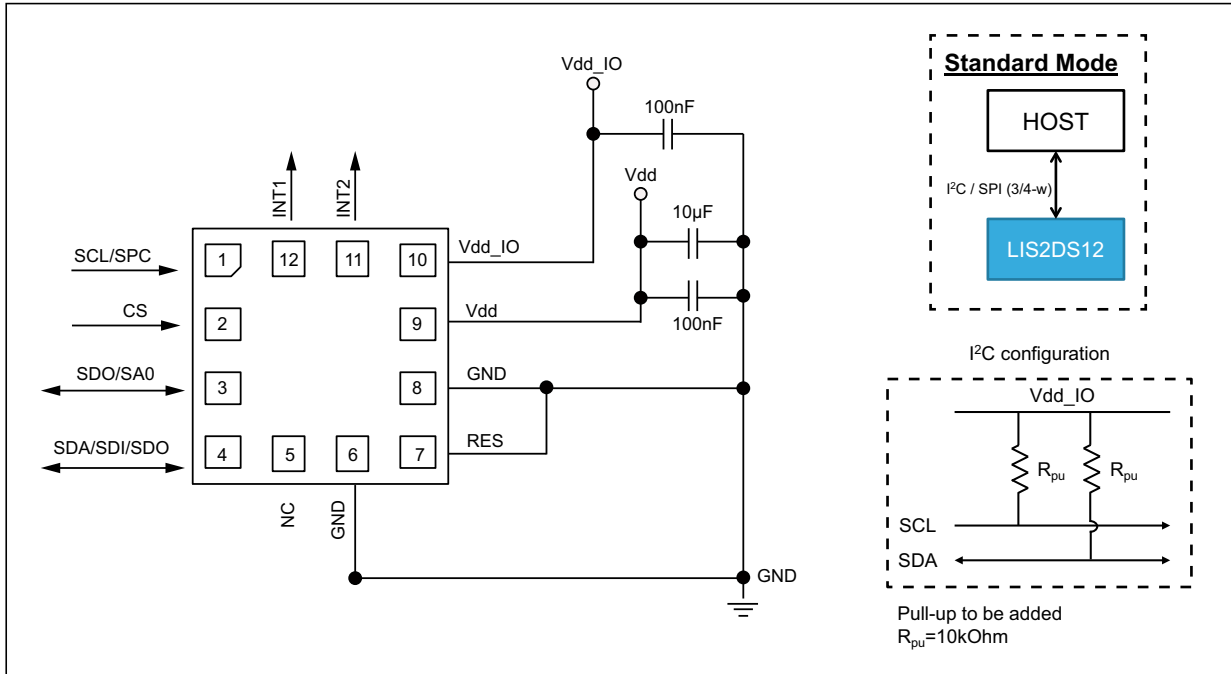 Vdd_IO
100nF
Vdd
10µF
100nF
INT1
INT2
SCL/SPC
CS
SDO/SA0
SDA/SDI/SDO
1
12
11
10
2
9
3
8
4
5
6
7
Vdd_IO
Vdd
GND
RES
NC
GND
GND
Standard Mode
HOST
I²C / SPI (3/4-w)
LIS2DS12
I²C configuration
Vdd_IO
Rpu
Rpu
SCL
SDA
Pull-up to be added
Rpu=10kOhm